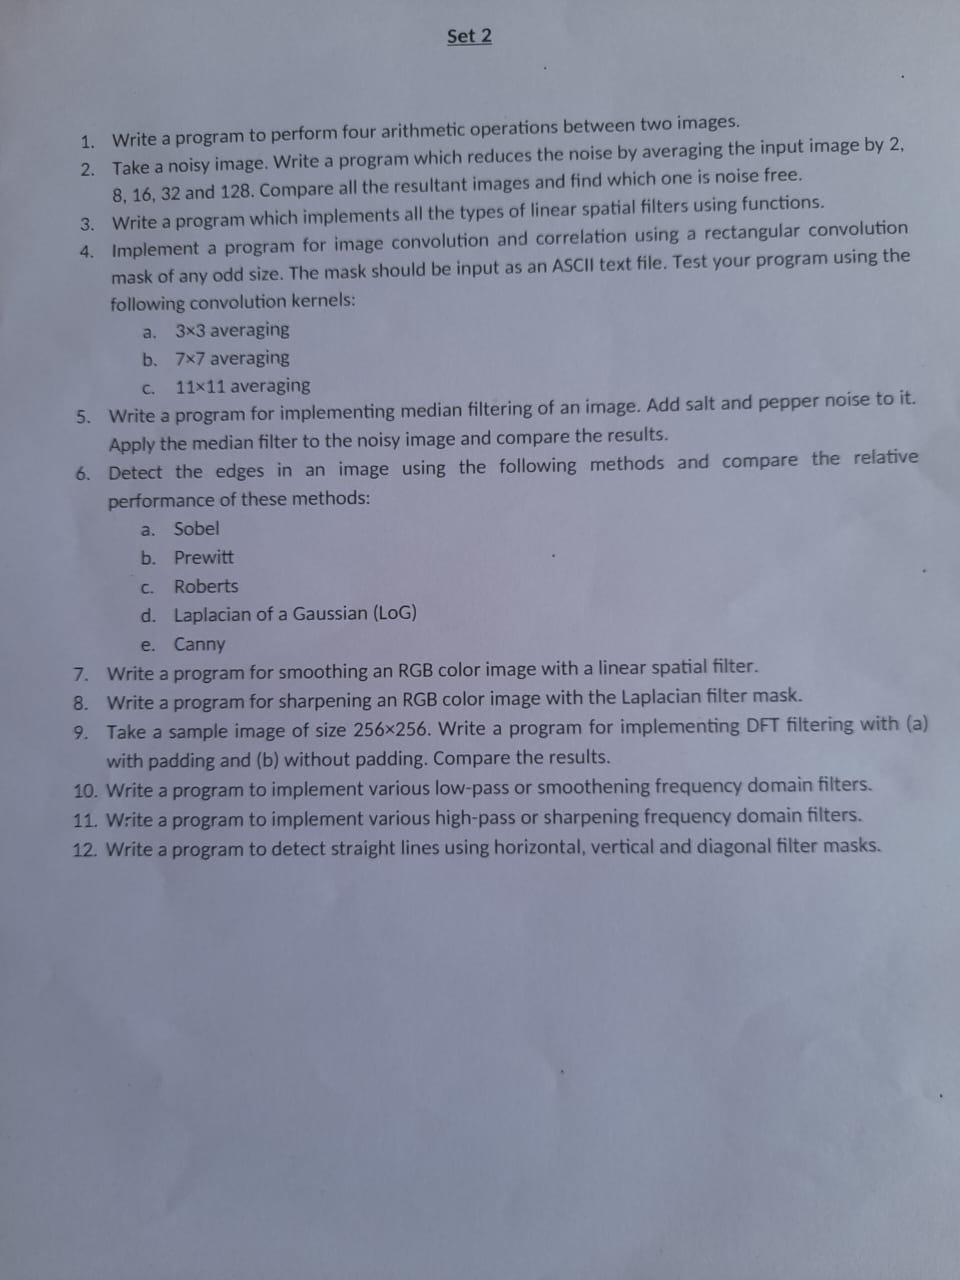 Set 2
1. Write a program to perform four arithmetic operations between two images.
2. Take a noisy image. Write a program which reduces the noise by averaging the input image by 2,
8, 16, 32 and 128. Compare all the resultant images and find which one is noise free.
3. Write a program which implements all the types of linear spatial filters using functions.
4. Implement a program for image convolution and correlation using a rectangular convolution
mask of any odd size. The mask should be input as an ASCII text file. Test your program using the
following convolution kernels:
a. 3×3 averaging
b. 7×7 averaging
c. 11×11 averaging
5. Write a program for implementing median filtering of an image. Add salt and pepper noise to it.
Apply the median filter to the noisy image and compare the results.
6. Detect the edges in an image using the following methods and compare the relative
performance of these methods:
a. Sobel
b. Prewitt
c. Roberts
d. Laplacian of a Gaussian (LoG)
e. Canny
7. Write a program for smoothing an RGB color image with a linear spatial filter.
8. Write a program for sharpening an RGB color image with the Laplacian filter mask.
9. Take a sample image of size 256×256. Write a program for implementing DFT filtering with (a)
with padding and (b) without padding. Compare the results.
10. Write a program to implement various low-pass or smoothening frequency domain filters.
11. Write a program to implement various high-pass or sharpening frequency domain filters.
12. Write a program to detect straight lines using horizontal, vertical and diagonal filter masks.